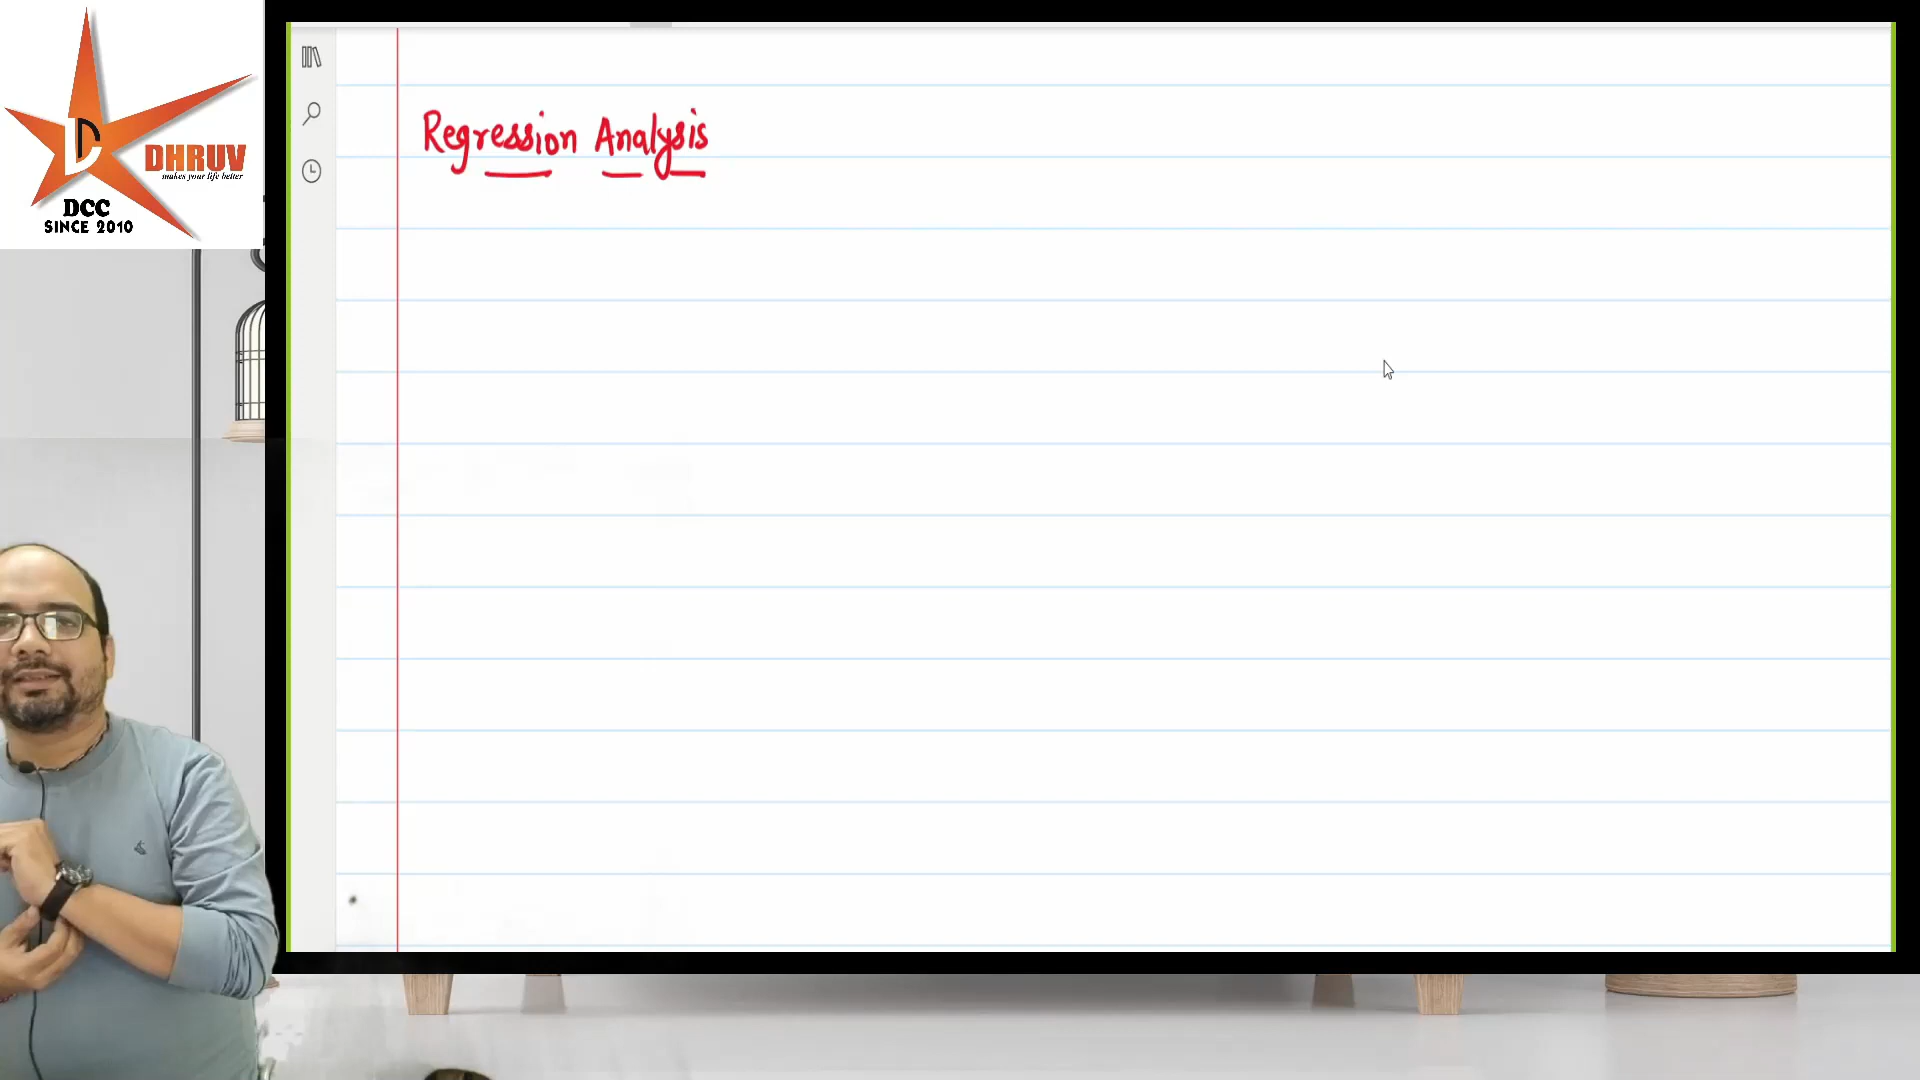 DHRUV
makes your life better
DCC
SINCE 2010
Regression Analysis